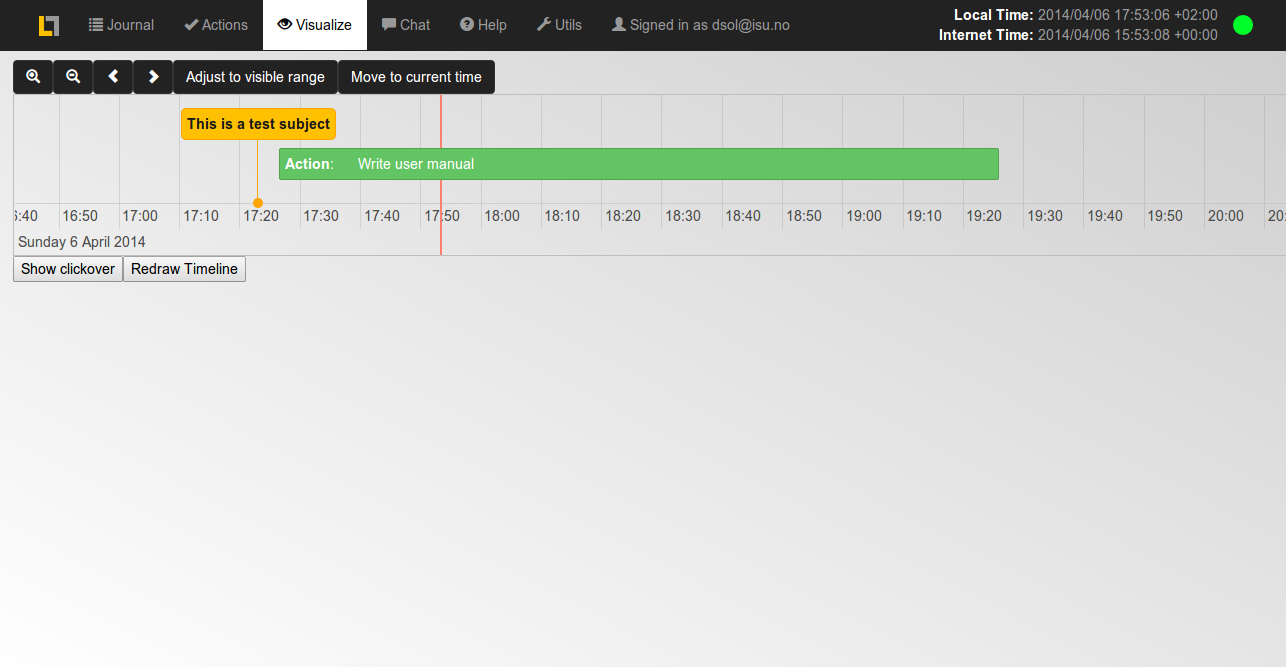 Journal Actions Visualize Chat Help Utils Signed in as dsol@isu.no
Local Time: 2014/04/06 17:53:06 +02:00
Internet Time: 2014/04/06 15:53:08 +00:00
Adjust to visible range Move to current time
This is a test subject
Action: Write user manual
:40 16:50 17:00 17:10 17:20 17:30 17:40 17:50 18:00 18:10 18:20 18:30 18:40 18:50 19:00 19:10 19:20 19:30 19:40 19:50 20:00 20:
Sunday 6 April 2014
Show clickover Redraw Timeline